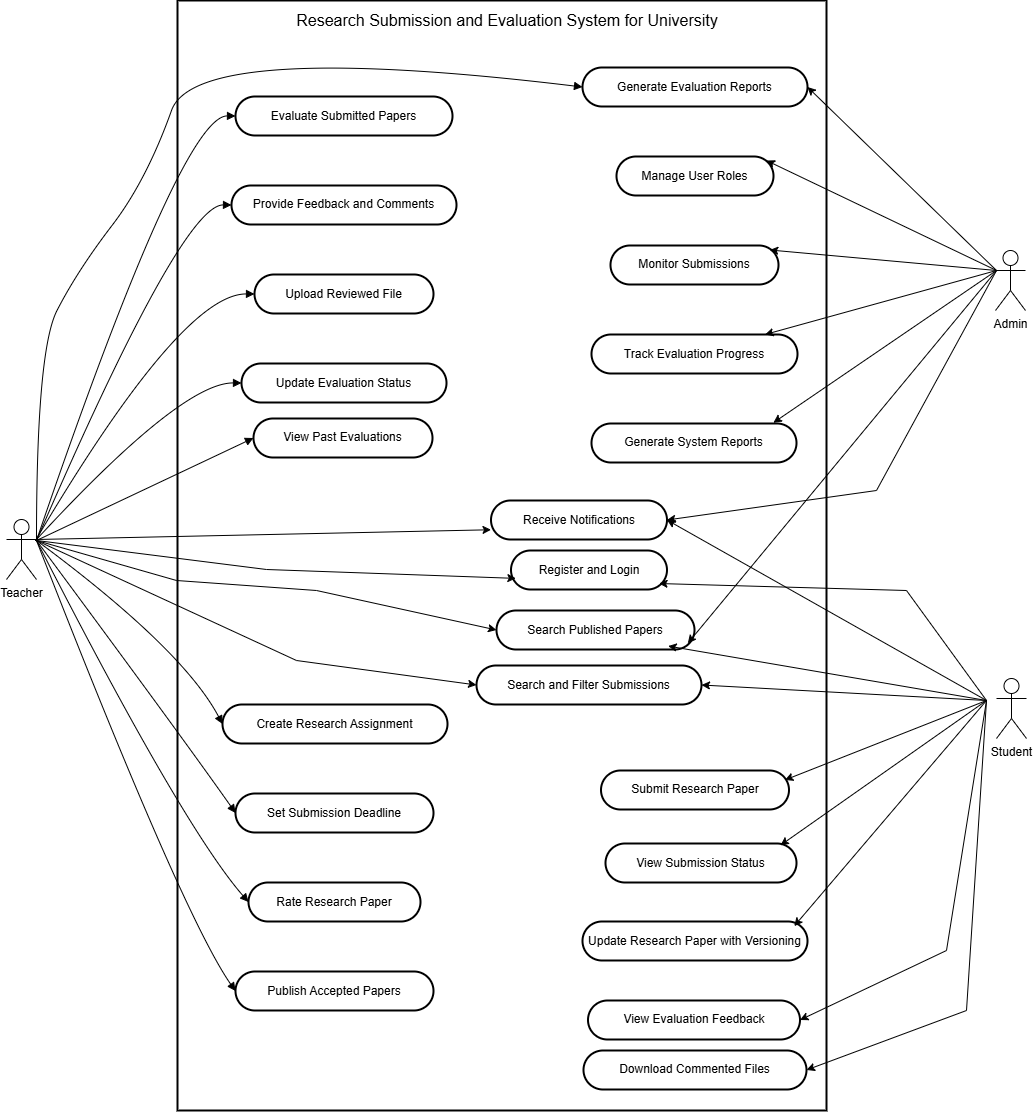 Research Submission and Evaluation System for University
Generate Evaluation Reports
Evaluate Submitted Papers
Manage User Roles
Provide Feedback and Comments
Monitor Submissions
Upload Reviewed File
Admin
Track Evaluation Progress
Update Evaluation Status
View Past Evaluations
Generate System Reports
Receive Notifications
Register and Login
Teacher
Search Published Papers
Search and Filter Submissions
Create Research Assignment
Student
Submit Research Paper
Set Submission Deadline
View Submission Status
Rate Research Paper
Update Research Paper with Versioning
Publish Accepted Papers
View Evaluation Feedback
Download Commented Files